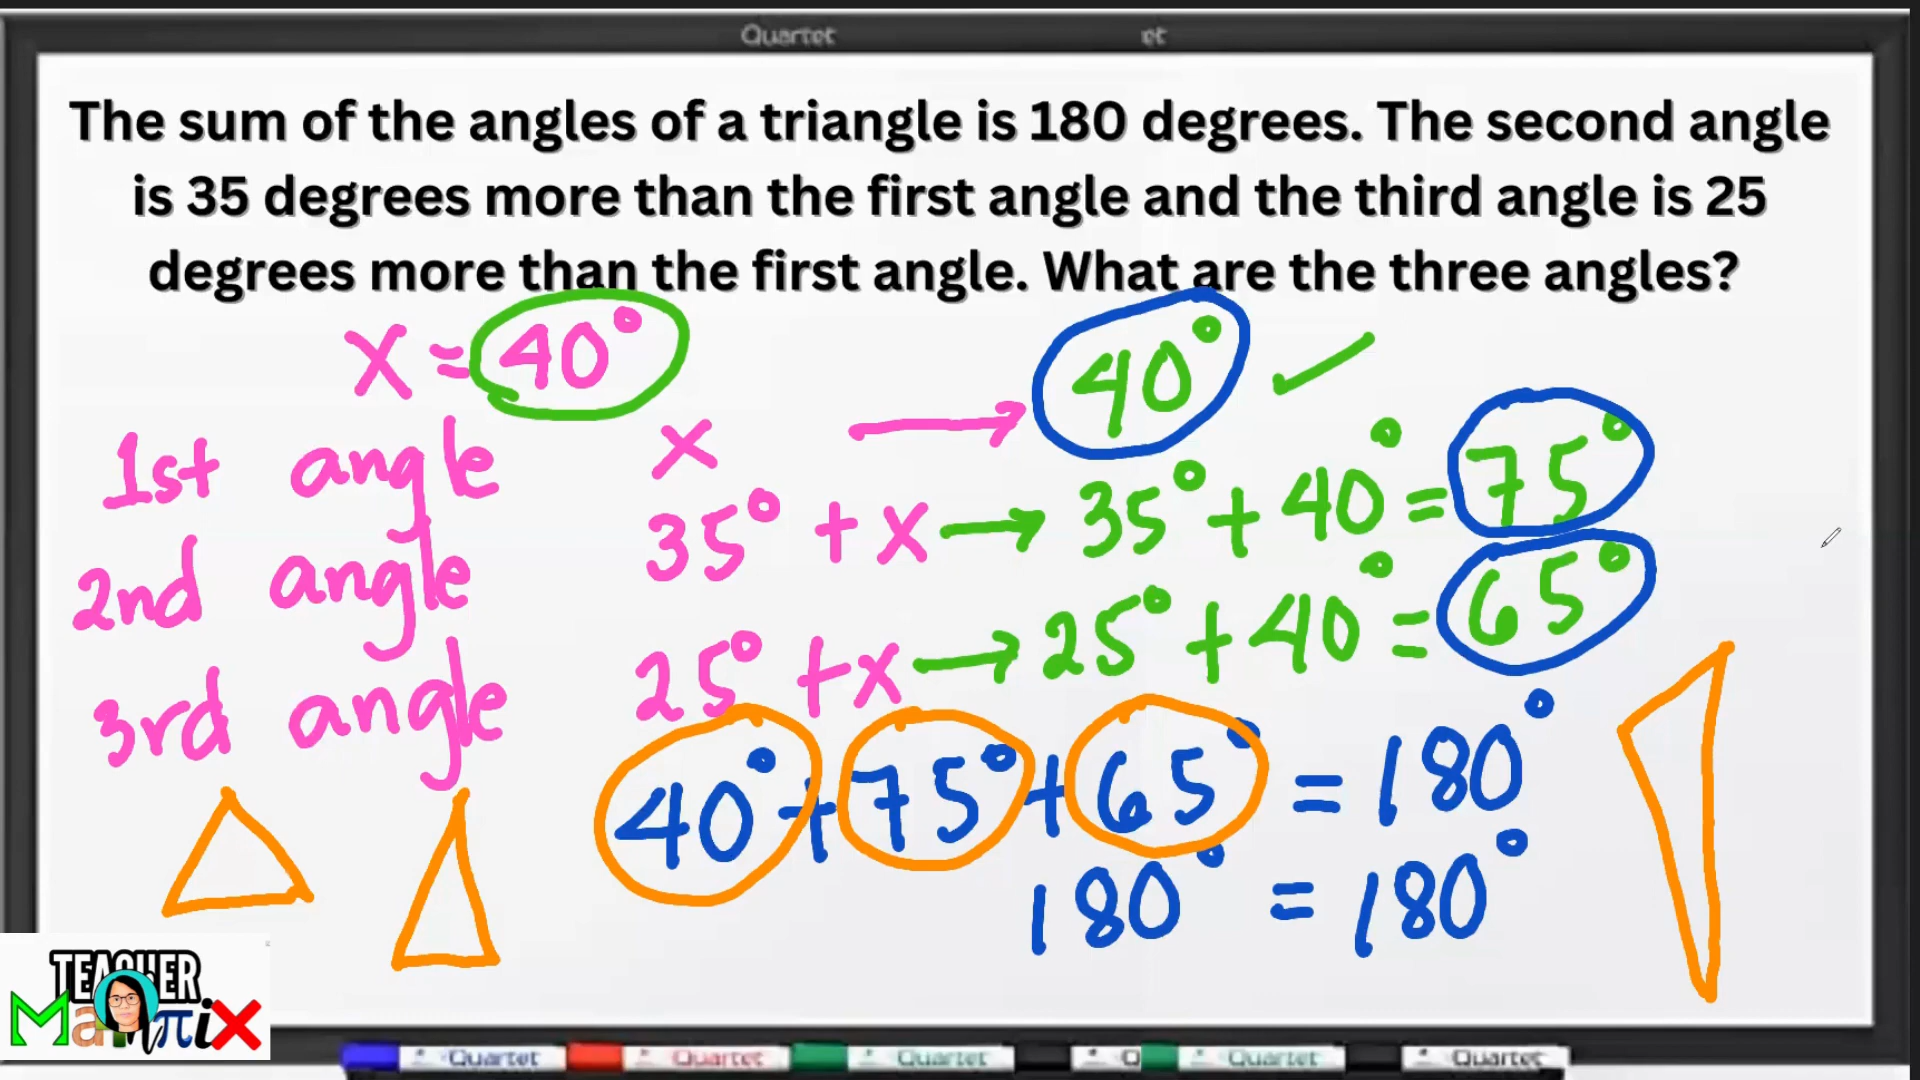 Quartet et
The sum of the angles of a triangle is 180 degrees. The second angle
is 35 degrees more than the first angle and the third angle is 25
degrees more than the first angle. What are the three angles?
x = 40°
40° ✓
1st angle x →
2nd angle 35° + x → 35° + 40° = 75°
3rd angle 25° + x → 25° + 40° = 65°
40° + 75° + 65° = 180°
180° = 180°
TEACHER
MaTπiX
Quartet Quartet Quartet Q Quartet Quartet